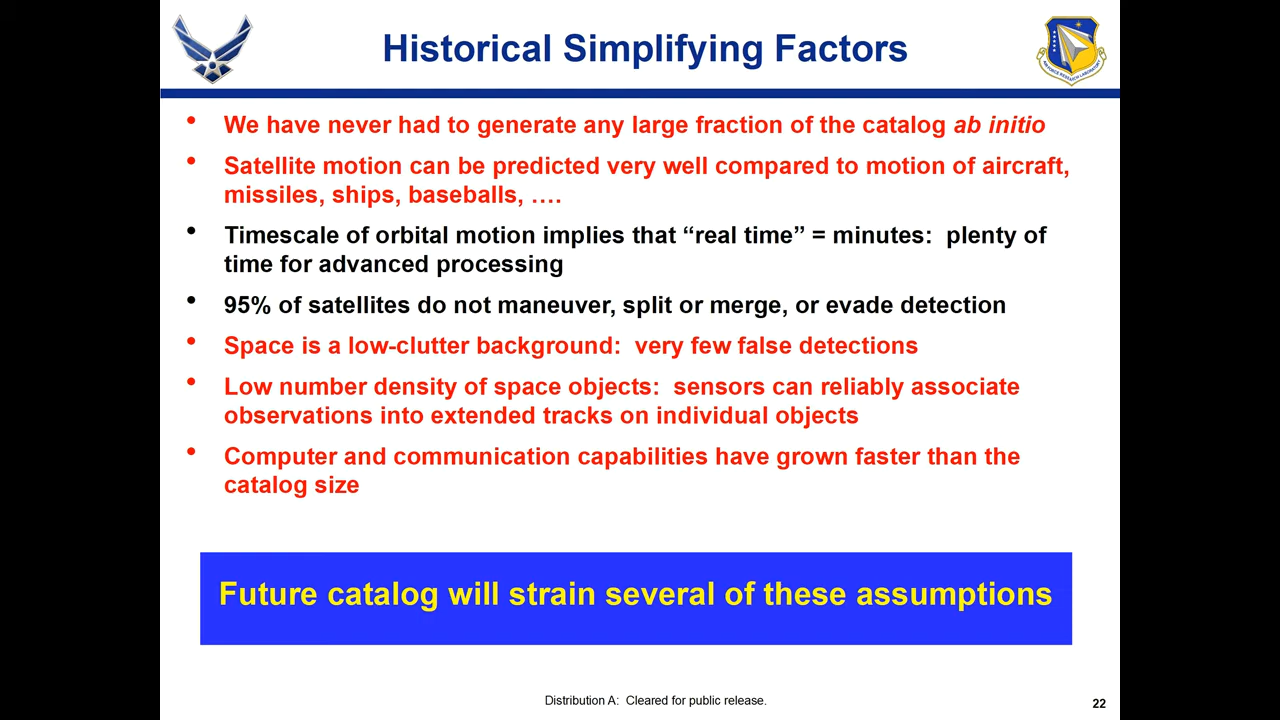 Historical Simplifying Factors
AIR FORCE RESEARCH LABORATORY
• We have never had to generate any large fraction of the catalog ab initio
• Satellite motion can be predicted very well compared to motion of aircraft,
missiles, ships, baseballs, ….
• Timescale of orbital motion implies that “real time” = minutes:  plenty of
time for advanced processing
• 95% of satellites do not maneuver, split or merge, or evade detection
• Space is a low-clutter background:  very few false detections
• Low number density of space objects:  sensors can reliably associate
observations into extended tracks on individual objects
• Computer and communication capabilities have grown faster than the
catalog size
Future catalog will strain several of these assumptions
Distribution A:  Cleared for public release.
22